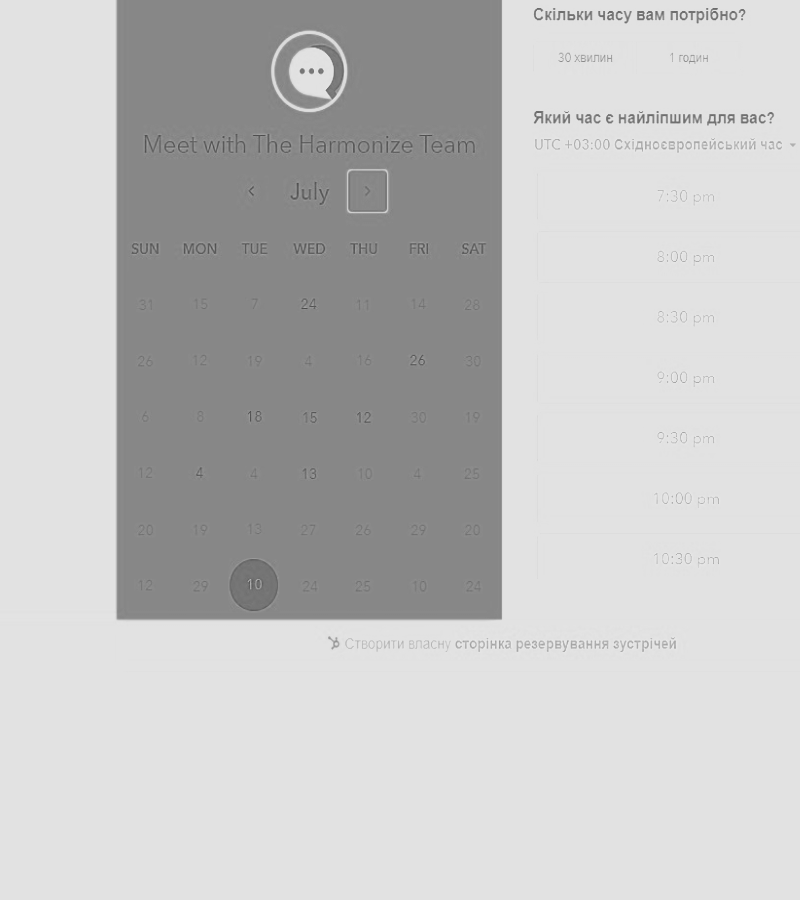 Meet with The Harmonize Team
July
SUN MON TUE WED THU FRI SAT
31 15 7 24 11 14 28
26 12 19 4 16 26 30
6 8 18 15 12 30 19
12 4 4 13 10 4 25
20 19 13 27 26 29 20
12 29 10 24 25 10 24
Скільки часу вам потрібно?
30 хвилин 1 годин
Який час є найліпшим для вас?
UTC +03:00 Східноєвропейський час
7:30 pm
8:00 pm
8:30 pm
9:00 pm
9:30 pm
10:00 pm
10:30 pm
Створити власну сторінка резервування зустрічей